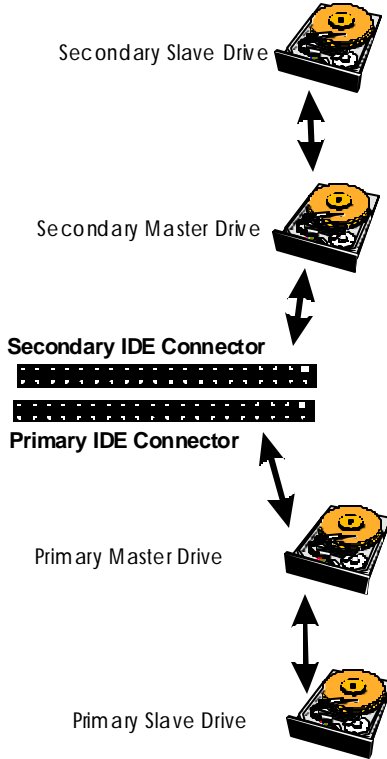 Secondary Slave Drive
Secondary Master Drive
Secondary IDE Connector
Primary IDE Connector
Primary Master Drive
Primary Slave Drive